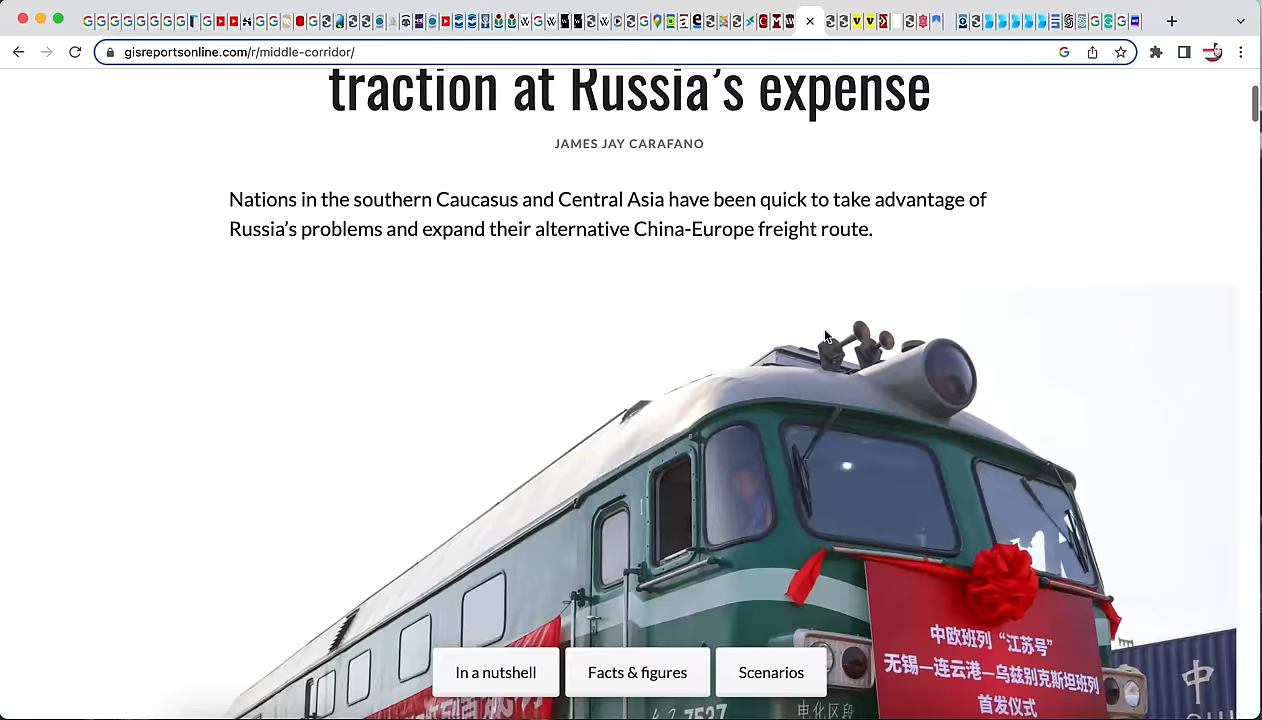 gisreportsonline.com/r/middle-corridor/
traction at Russia’s expense
JAMES JAY CARAFANO
Nations in the southern Caucasus and Central Asia have been quick to take advantage of
Russia’s problems and expand their alternative China-Europe freight route.
中欧班列“江苏号”
无锡—连云港—乌兹别克斯坦班列
首发仪式
中
In a nutshell
Facts & figures
Scenarios